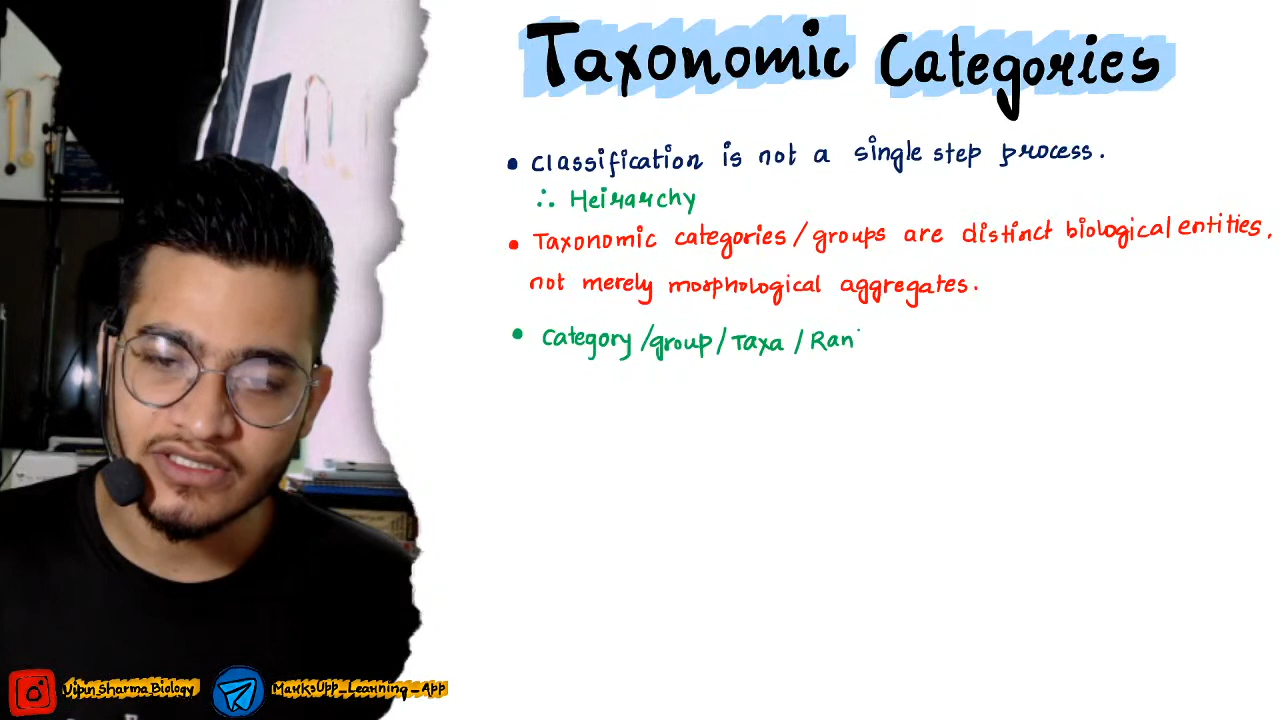 Taxonomic Categories
• Classification is not a single step process.
∴ Heirarchy
• Taxonomic categories/groups are distinct biological entities,
not merely morphological aggregates.
• Category/group/Taxa/Ran
VipinSharmaBiology
MarksUpp_Learning_App